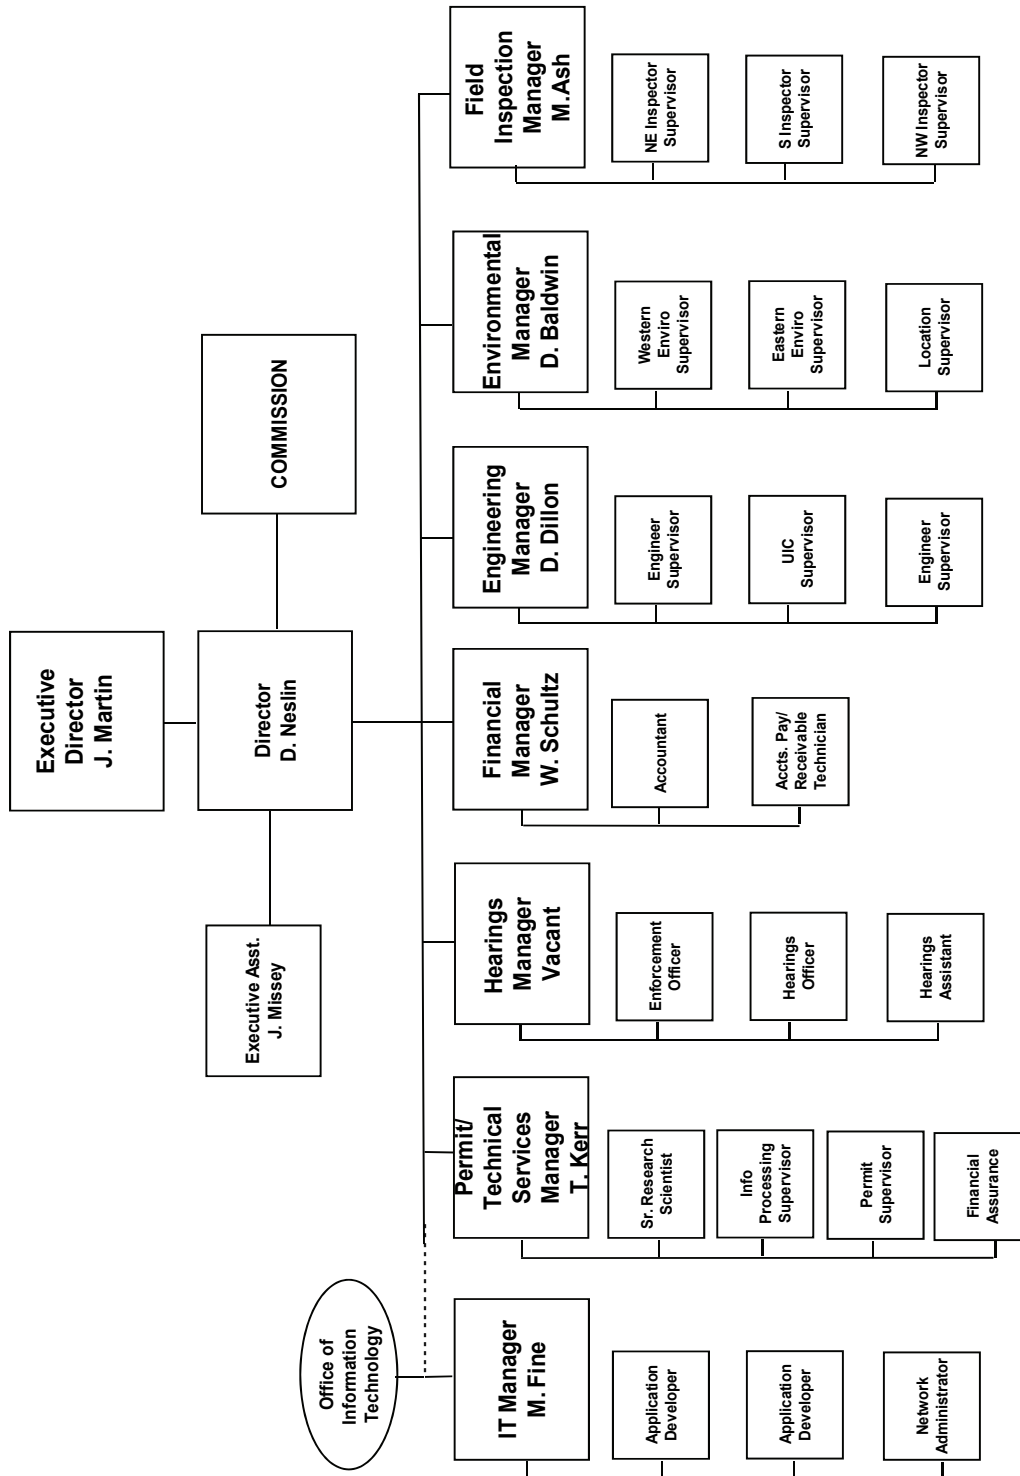 Executive
Director
J. Martin
Executive Asst.
J. Missey
Director
D. Neslin
COMMISSION
Office of
Information
Technology
IT Manager
M. Fine
Permit/
Technical
Services
Manager
T. Kerr
Hearings
Manager
Vacant
Financial
Manager
W. Schultz
Engineering
Manager
D. Dillon
Environmental
Manager
D. Baldwin
Field
Inspection
Manager
M.Ash
Application
Developer
Application
Developer
Network
Administrator
Sr. Research
Scientist
Info
Processing
Supervisor
Permit
Supervisor
Financial
Assurance
Enforcement
Officer
Hearings
Officer
Hearings
Assistant
Accountant
Accts. Pay/
Receivable
Technician
Engineer
Supervisor
UIC
Supervisor
Engineer
Supervisor
Western
Enviro
Supervisor
Eastern
Enviro
Supervisor
Location
Supervisor
NE Inspector
Supervisor
S Inspector
Supervisor
NW Inspector
Supervisor